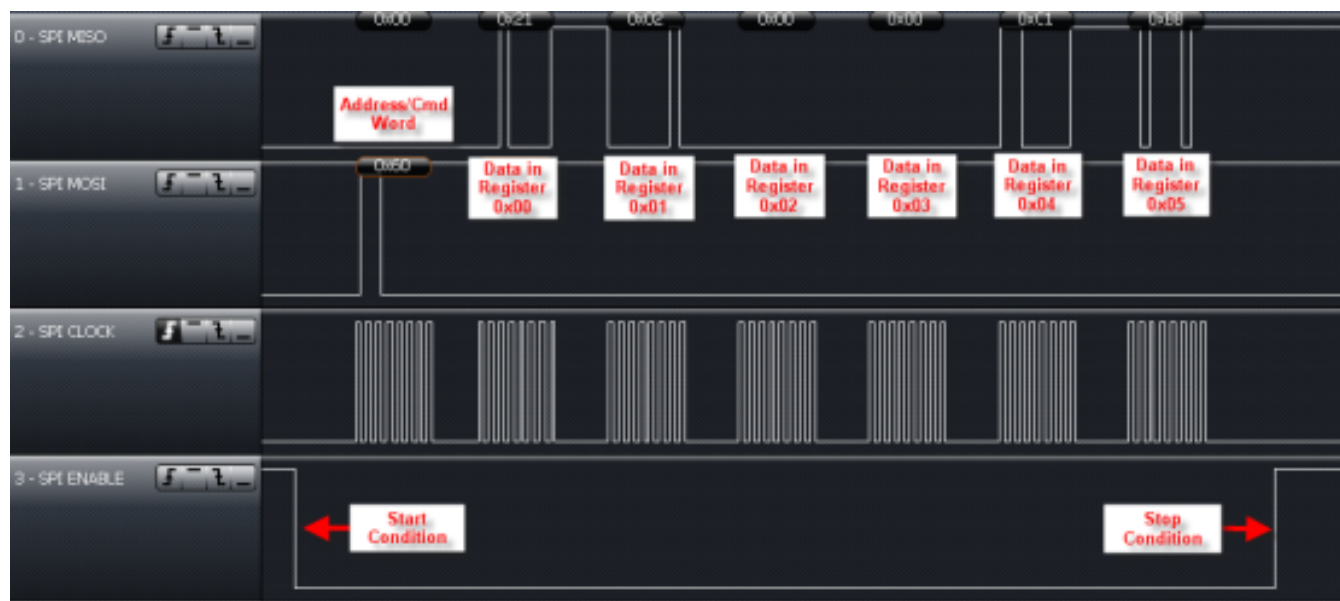 0x00 0x21 0x02 0x00 0x00 0xC1 0xBB
0 - SPI MISO
Address/Cmd
Word
0x60
1 - SPI MOSI
Data in
Register
0x00
Data in
Register
0x01
Data in
Register
0x02
Data in
Register
0x03
Data in
Register
0x04
Data in
Register
0x05
2 - SPI CLOCK
3 - SPI ENABLE
Start
Condition
Stop
Condition